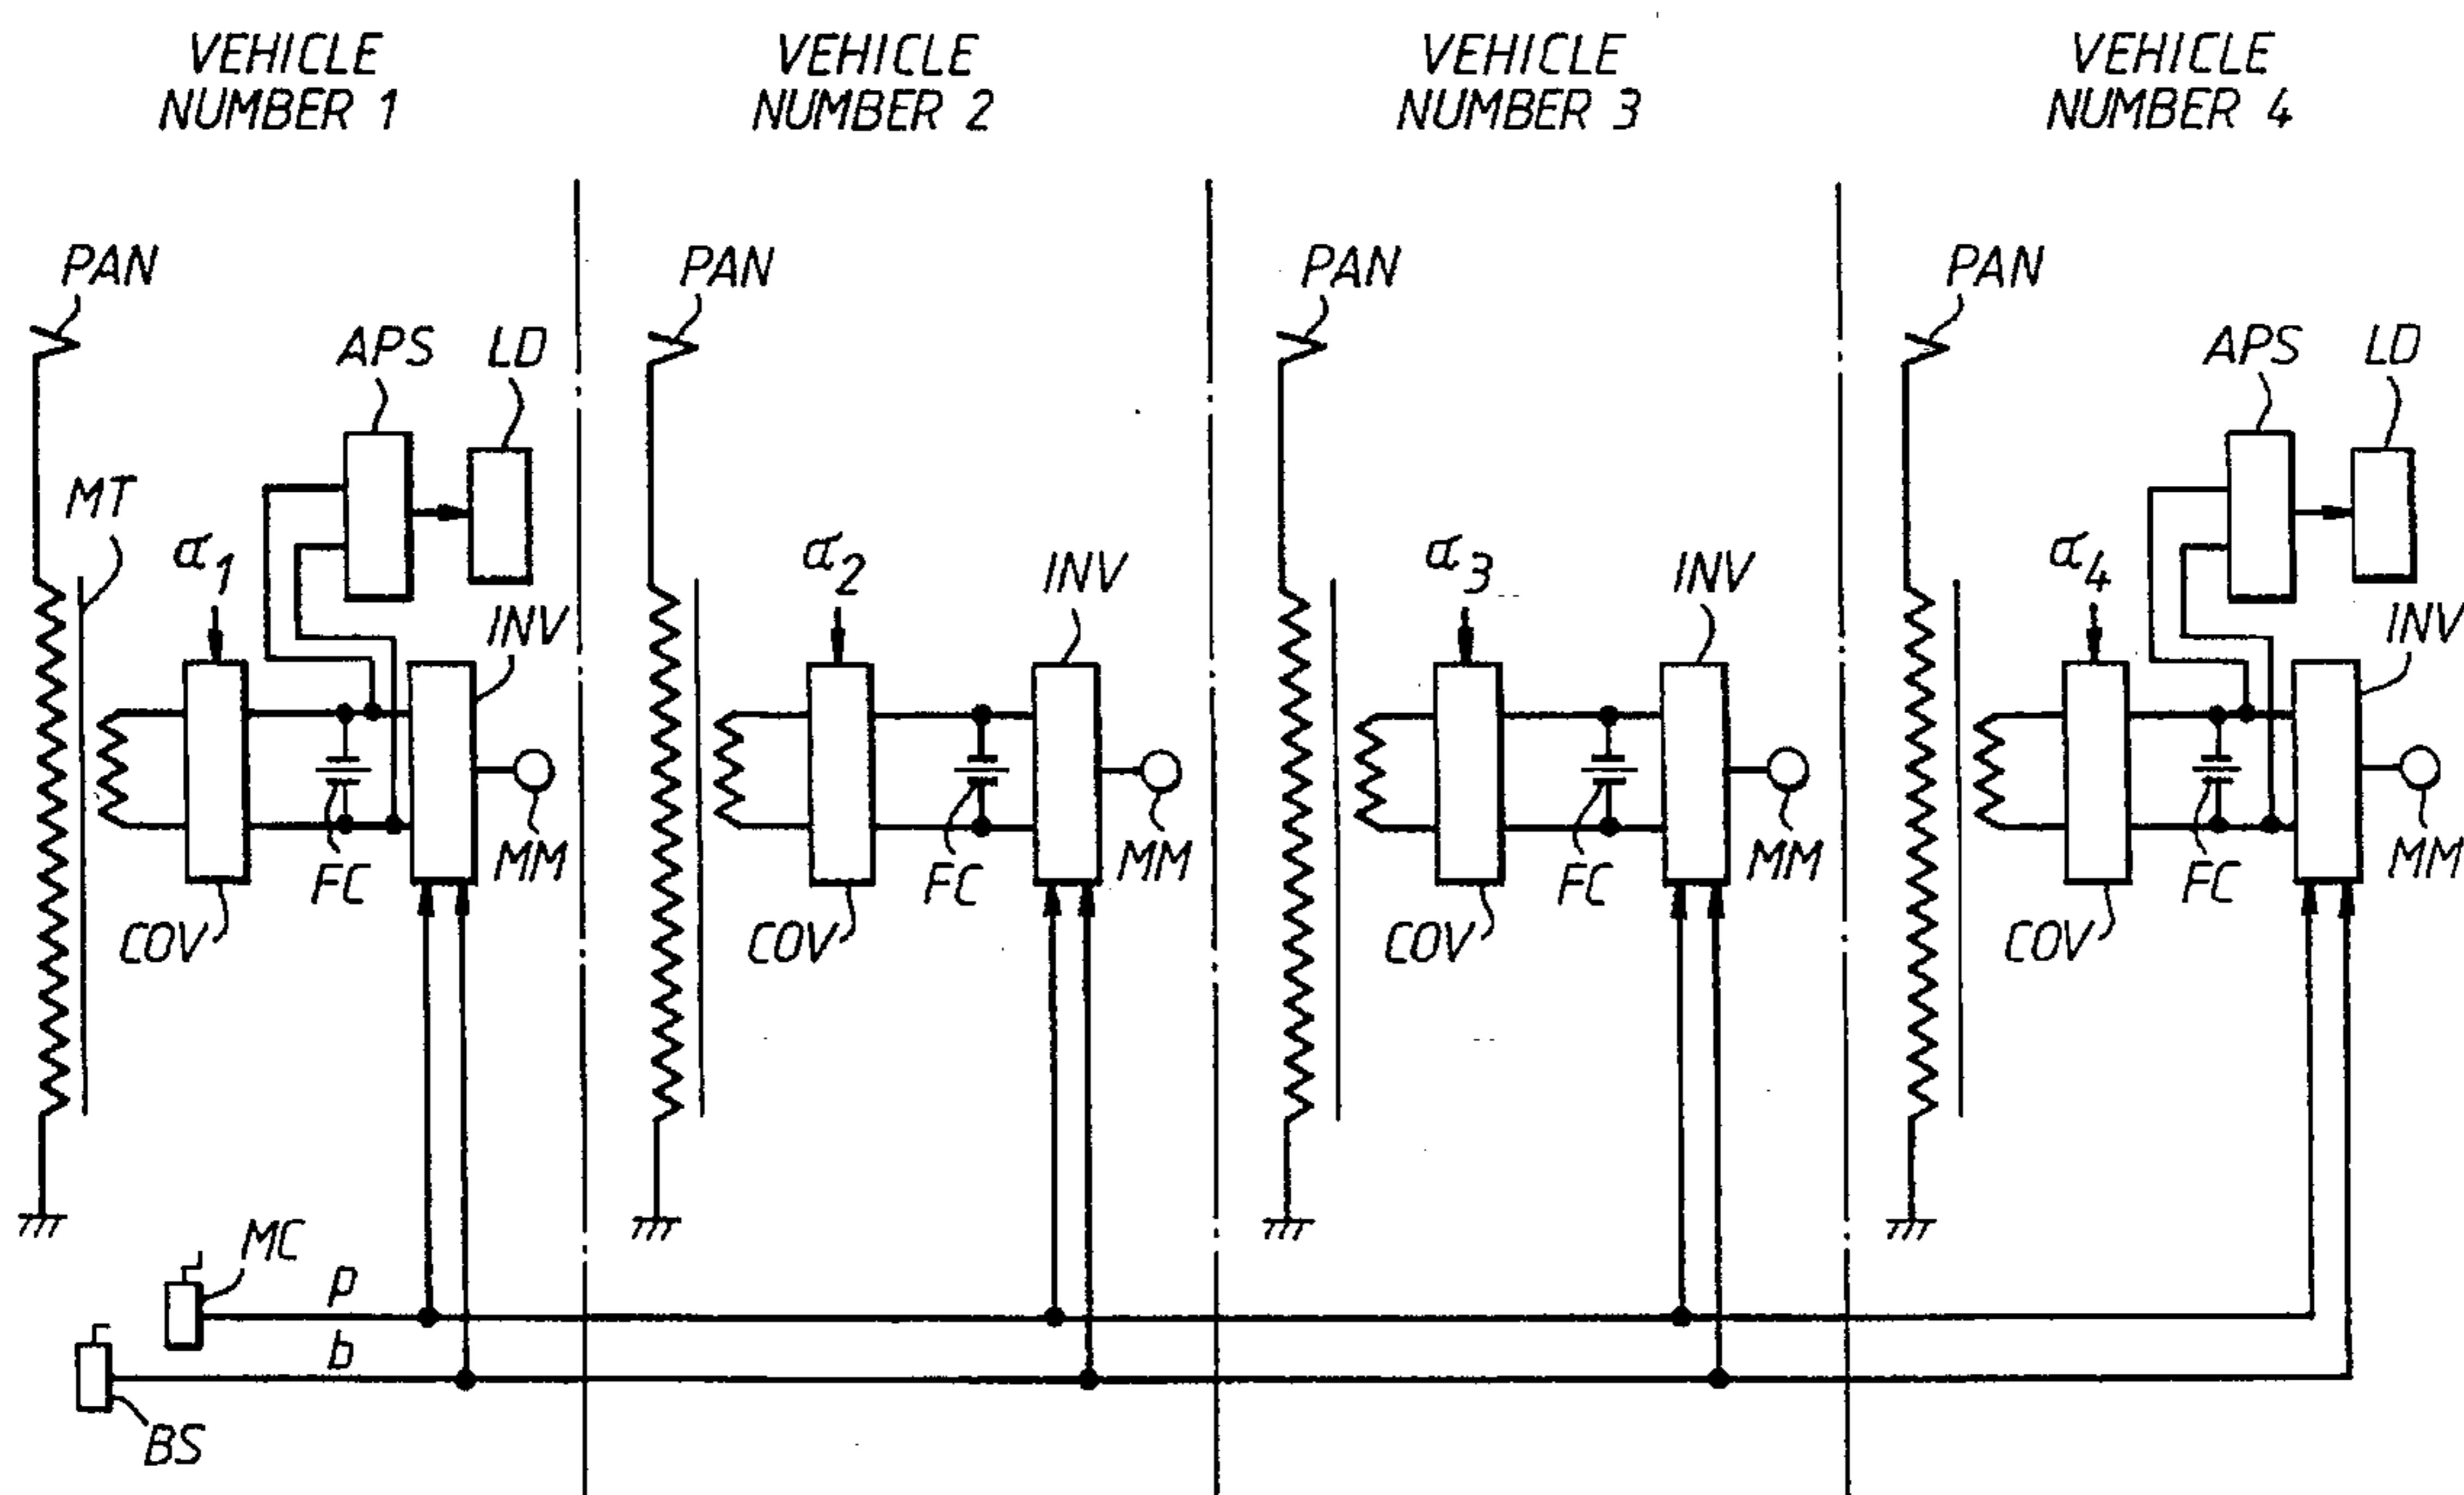 VEHICLE
NUMBER 1
VEHICLE
NUMBER 2
VEHICLE
NUMBER 3
VEHICLE
NUMBER 4
PAN
PAN
PAN
PAN
APS
LD
APS
LD
MT
α1
α2
INV
α3
INV
α4
INV
INV
FC
MM
FC
MM
FC
MM
FC
MM
COV
COV
COV
COV
MC
p
b
BS